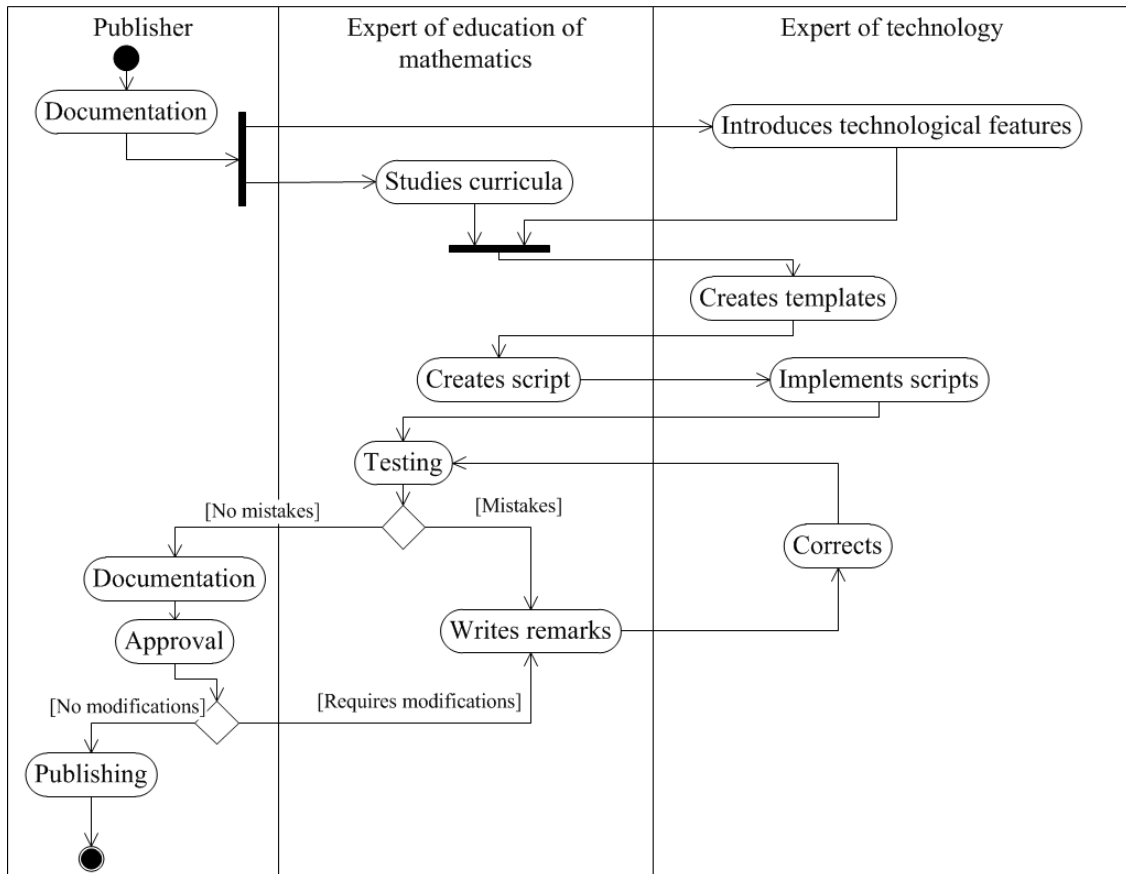 Publisher
Expert of education of
mathematics
Expert of technology
Documentation
Introduces technological features
Studies curricula
Creates templates
Creates script
Implements scripts
Testing
[No mistakes]
[Mistakes]
Corrects
Documentation
Writes remarks
Approval
[No modifications]
[Requires modifications]
Publishing